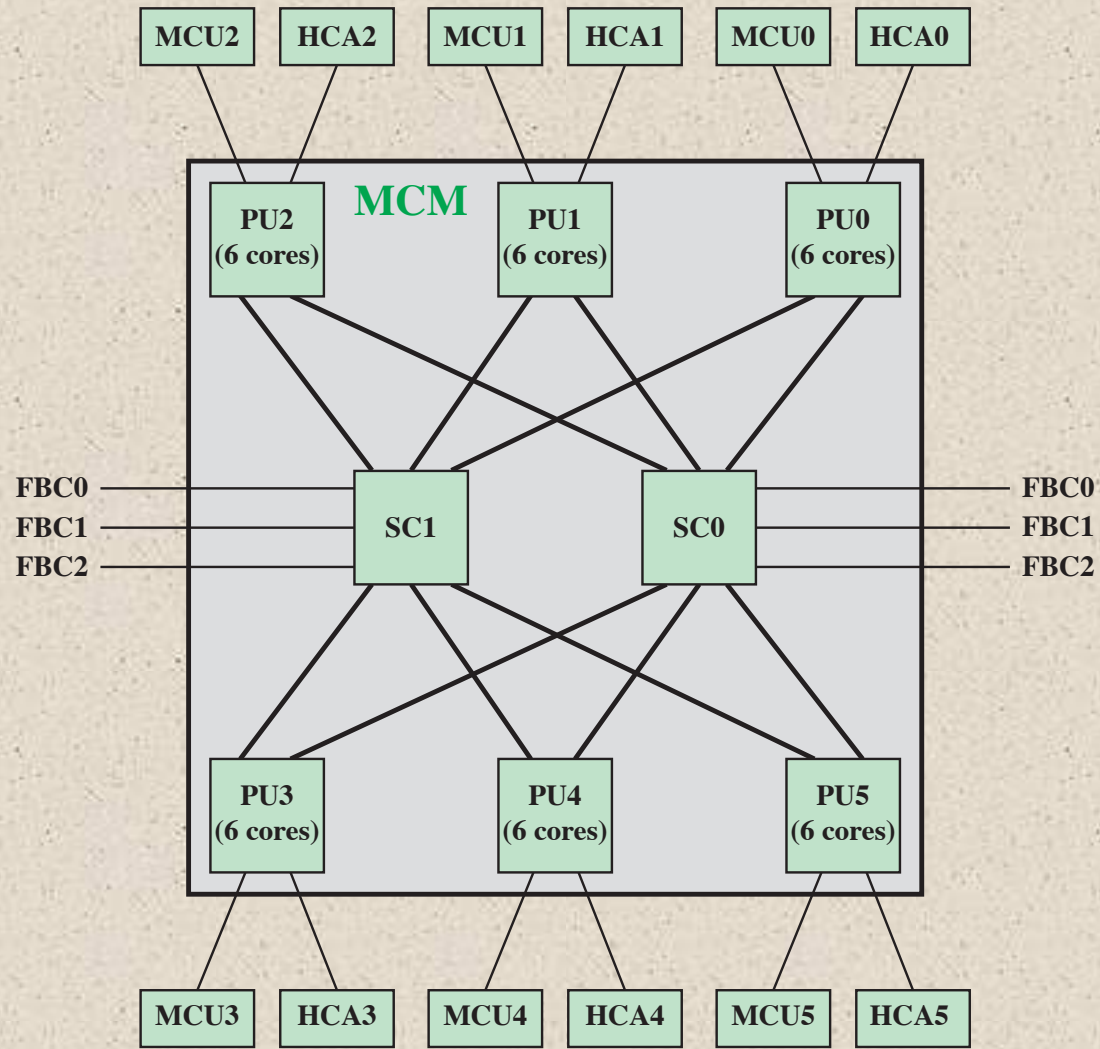 MCU2
HCA2
MCU1
HCA1
MCU0
HCA0
MCM
PU2
(6 cores)
PU1
(6 cores)
PU0
(6 cores)
FBC0
FBC1
FBC2
SC1
SC0
FBC0
FBC1
FBC2
PU3
(6 cores)
PU4
(6 cores)
PU5
(6 cores)
MCU3
HCA3
MCU4
HCA4
MCU5
HCA5